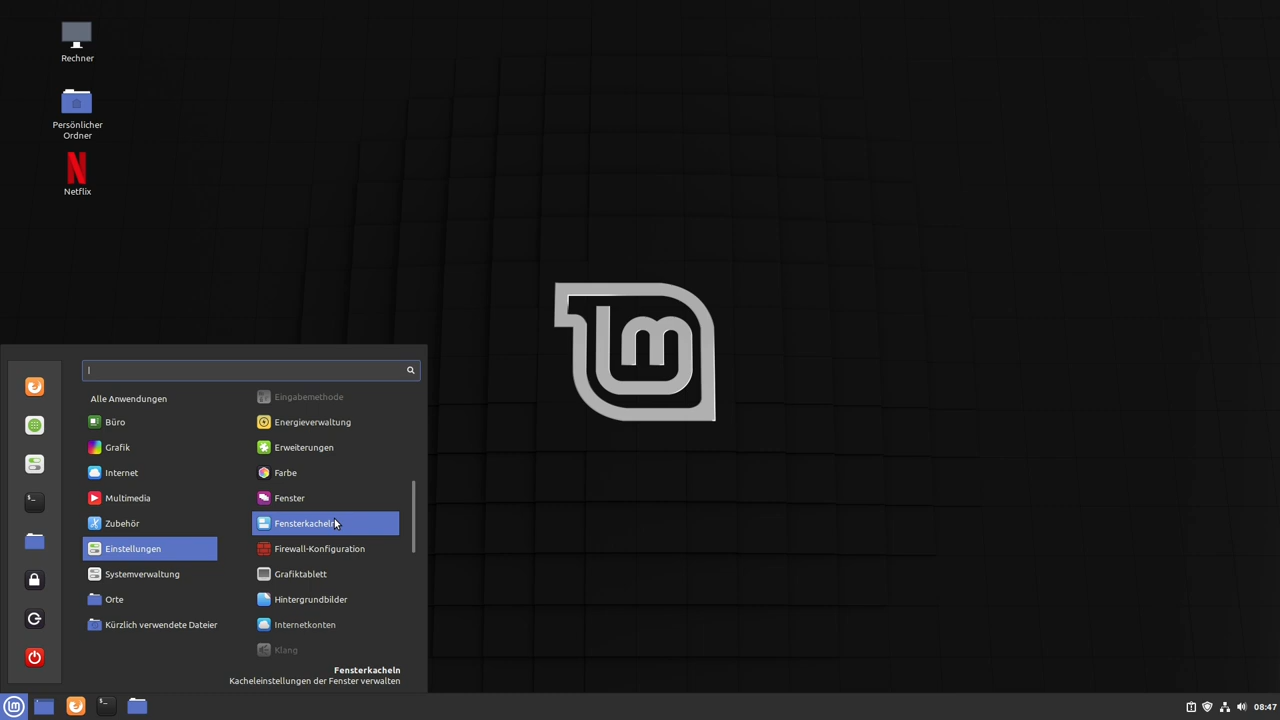 Rechner
Persönlicher
Ordner
Netflix
lm
Alle Anwendungen
Büro
Grafik
Internet
Multimedia
Zubehör
Einstellungen
Systemverwaltung
Orte
Kürzlich verwendete Dateien
Eingabemethode
Energieverwaltung
Erweiterungen
Farbe
Fenster
Fensterkacheln
Firewall-Konfiguration
Grafiktablett
Hintergrundbilder
Internetkonten
Klang
Fensterkacheln
Kacheleinstellungen der Fenster verwalten
08:47